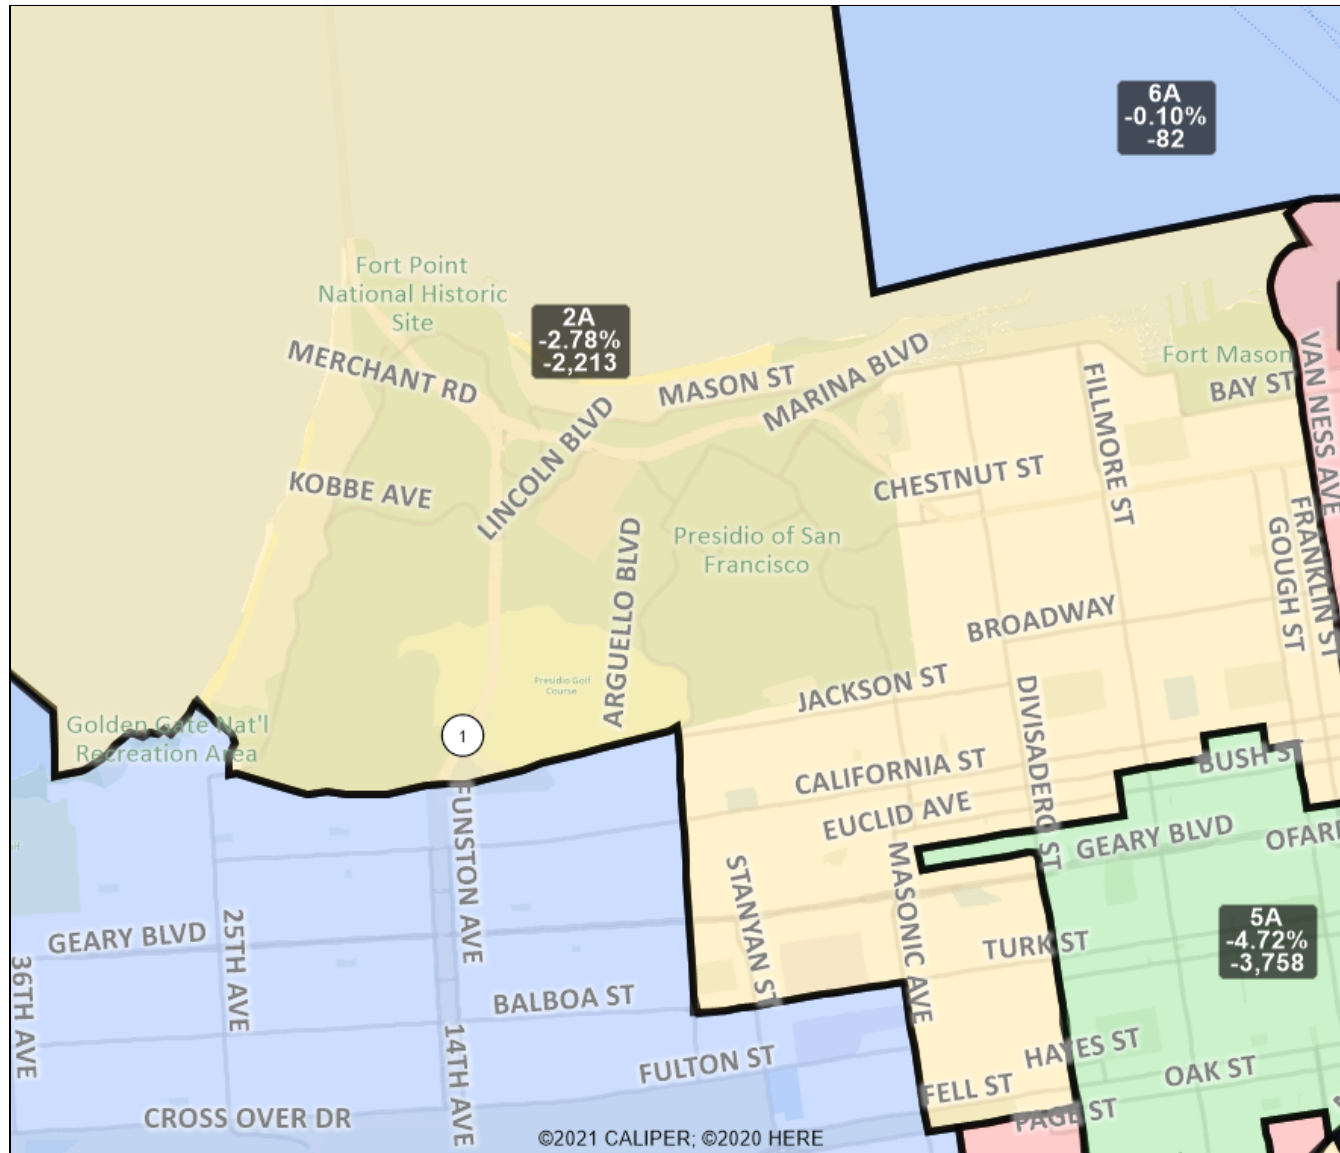 6A
-0.10%
-82
Fort Point
National Historic
Site
2A
-2.78%
-2,213
MERCHANT RD
MASON ST
MARINA BLVD
Fort Mason
BAY ST
VAN NESS AVE
FILLMORE ST
LINCOLN BLVD
KOBBE AVE
CHESTNUT ST
Presidio of San
Francisco
ARGUELLO BLVD
FRANKLIN ST
GOUGH ST
BROADWAY
Presidio Golf
Course
JACKSON ST
DIVISADERO ST
Golden Gate Nat'l
Recreation Area
1
CALIFORNIA ST
BUSH ST
EUCLID AVE
GEARY BLVD
OFARR
FUNSTON AVE
STANYAN ST
MASONIC AVE
GEARY BLVD
25TH AVE
36TH AVE
TURK ST
5A
-4.72%
-3,758
BALBOA ST
14TH AVE
FULTON ST
HAYES ST
OAK ST
FELL ST
PAGE ST
CROSS OVER DR
©2021 CALIPER; ©2020 HERE